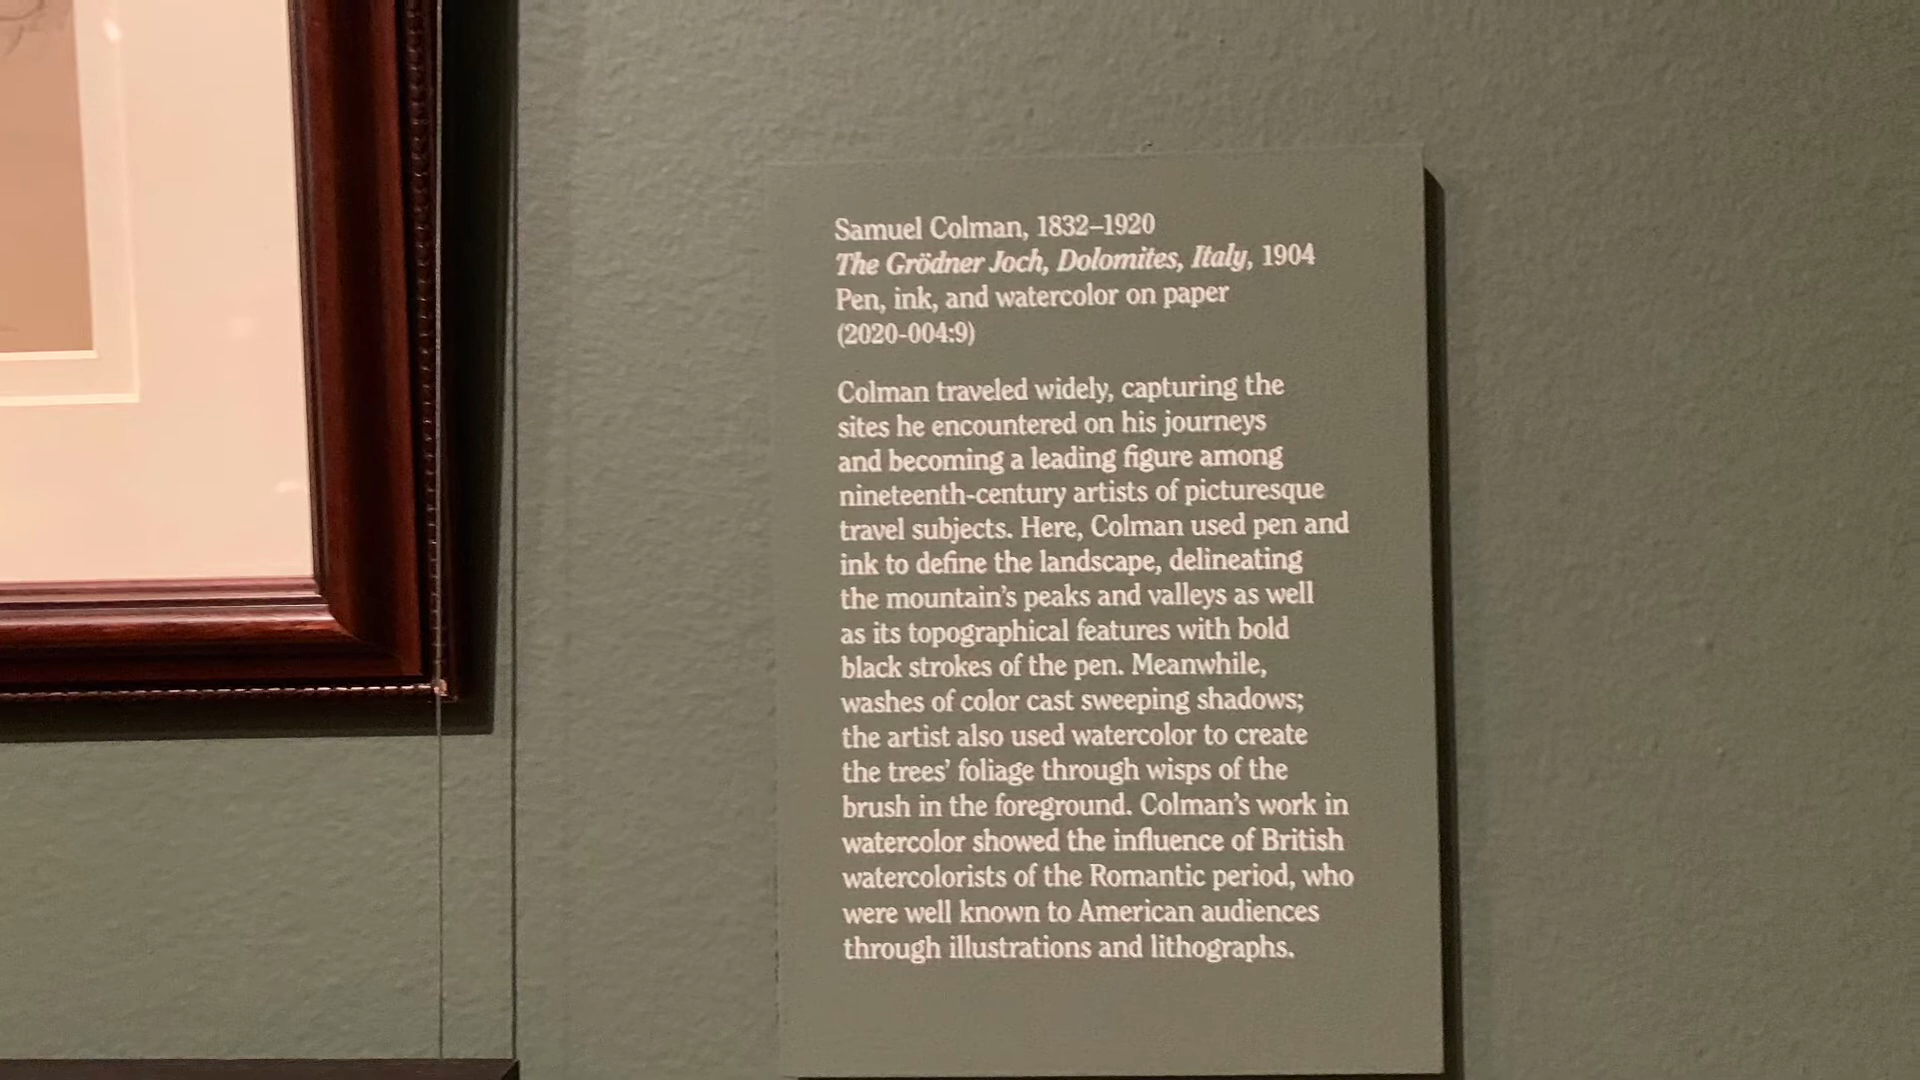 Samuel Colman, 1832–1920
The Grödner Joch, Dolomites, Italy, 1904
Pen, ink, and watercolor on paper
(2020-004:9)
Colman traveled widely, capturing the
sites he encountered on his journeys
and becoming a leading figure among
nineteenth-century artists of picturesque
travel subjects. Here, Colman used pen and
ink to define the landscape, delineating
the mountain’s peaks and valleys as well
as its topographical features with bold
black strokes of the pen. Meanwhile,
washes of color cast sweeping shadows;
the artist also used watercolor to create
the trees’ foliage through wisps of the
brush in the foreground. Colman’s work in
watercolor showed the influence of British
watercolorists of the Romantic period, who
were well known to American audiences
through illustrations and lithographs.